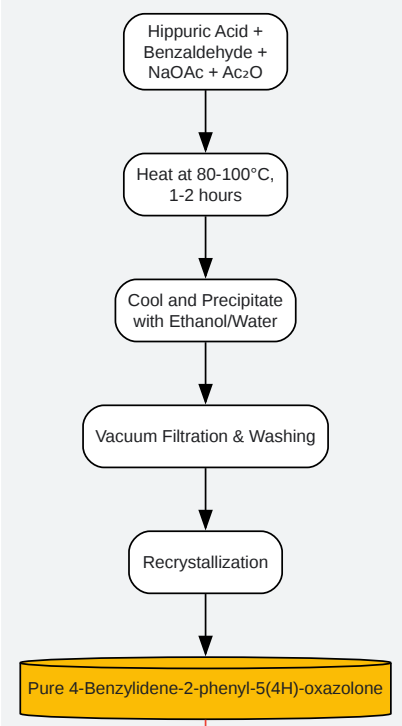 Hippuric Acid +
Benzaldehyde +
NaOAc + Ac₂O
Heat at 80-100°C,
1-2 hours
Cool and Precipitate
with Ethanol/Water
Vacuum Filtration & Washing
Recrystallization
Pure 4-Benzylidene-2-phenyl-5(4H)-oxazolone